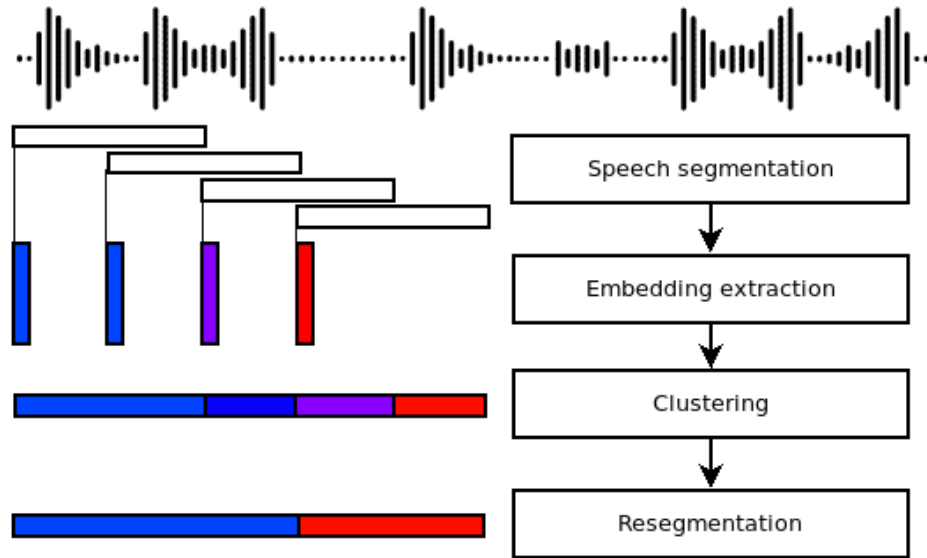 Speech segmentation
Embedding extraction
Clustering
Resegmentation